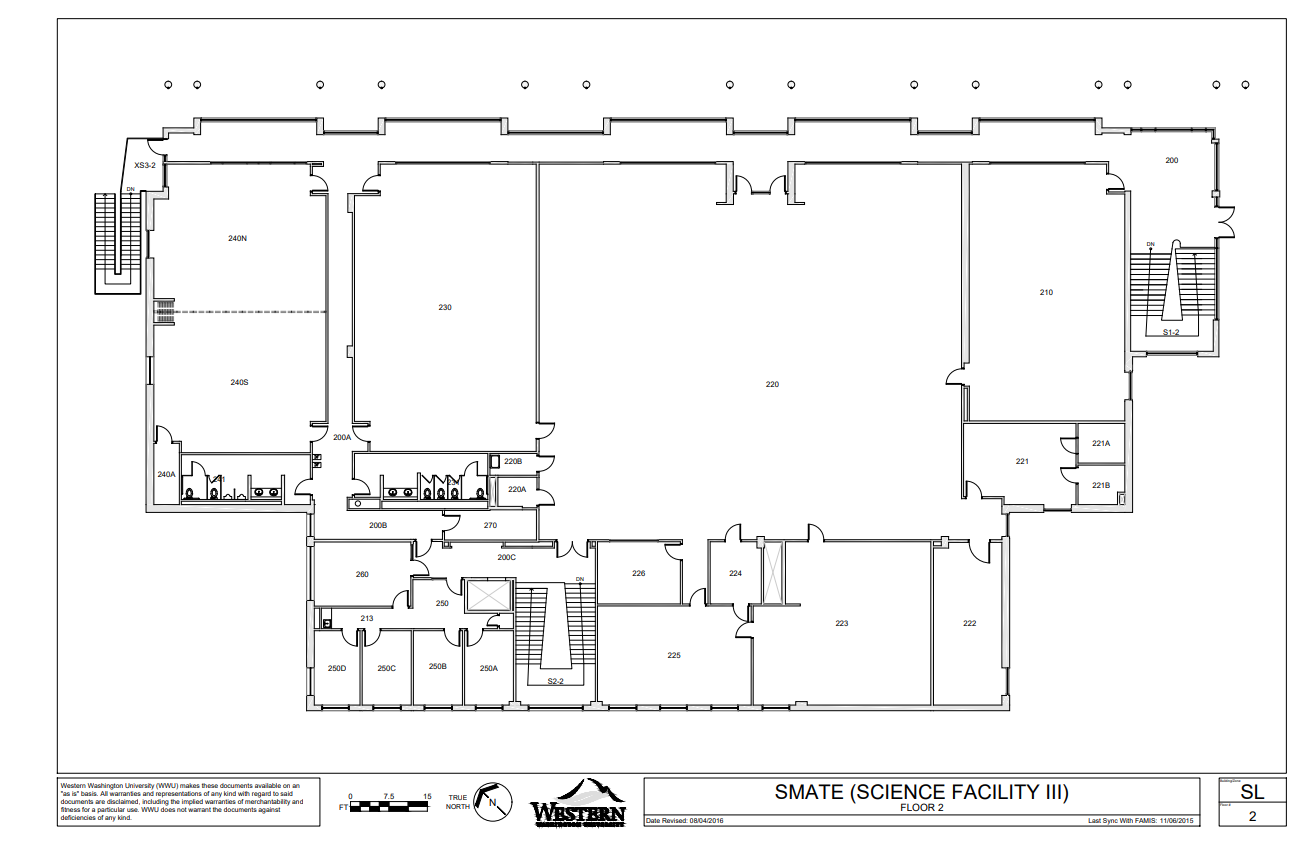 XS3-2
200
DN
240N
DN
230
210
S1-2
220
240S
200A
221A
240A
241
220B
221
231
220A
221B
200B
270
200C
260
226
224
DN
250
213
223
222
225
250D
250C
250B
250A
S2-2
Western Washington University (WWU) makes these documents available on an
"as is" basis. All warranties and representations of any kind with regard to said
documents are disclaimed, including the implied warranties of merchantability and
fitness for a particular use. WWU does not warrant the documents against
deficiencies of any kind.
0 7.5 15
FT
TRUE
NORTH
N
WESTERN
WASHINGTON UNIVERSITY
SMATE (SCIENCE FACILITY III)
FLOOR 2
Date Revised: 08/04/2016
Last Sync With FAMIS: 11/06/2015
SL
2